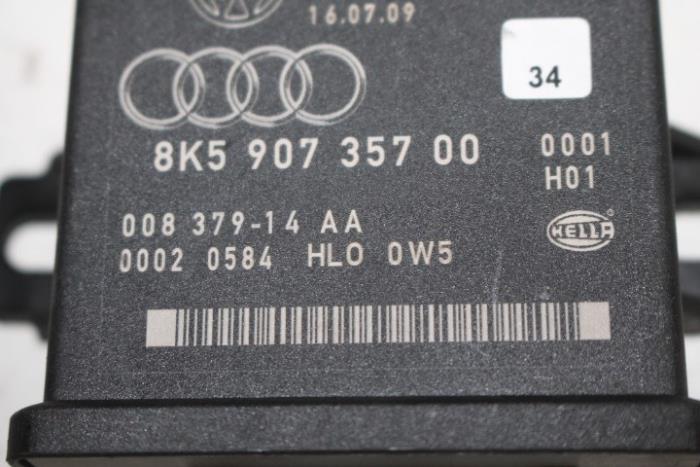 16.07.09
34
8K5 907 357 00 0001
H01
008 379-14 AA
HELLA
0002 0584 HLO 0W5